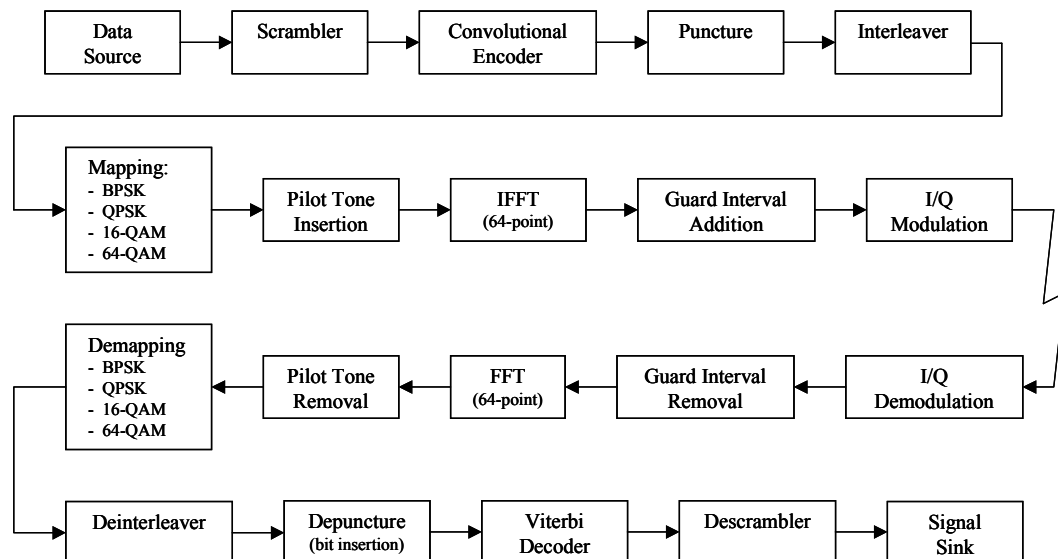 Data
Source
Scrambler
Convolutional
Encoder
Puncture
Interleaver
Mapping:
- BPSK
- QPSK
- 16-QAM
- 64-QAM
Pilot Tone
Insertion
IFFT
(64-point)
Guard Interval
Addition
I/Q
Modulation
Demapping
- BPSK
- QPSK
- 16-QAM
- 64-QAM
Pilot Tone
Removal
FFT
(64-point)
Guard Interval
Removal
I/Q
Demodulation
Deinterleaver
Depuncture
(bit insertion)
Viterbi
Decoder
Descrambler
Signal
Sink